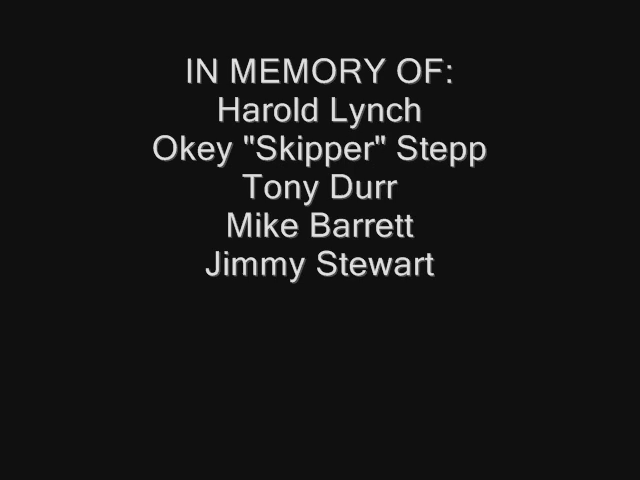 IN MEMORY OF:
Harold Lynch
Okey "Skipper" Stepp
Tony Durr
Mike Barrett
Jimmy Stewart